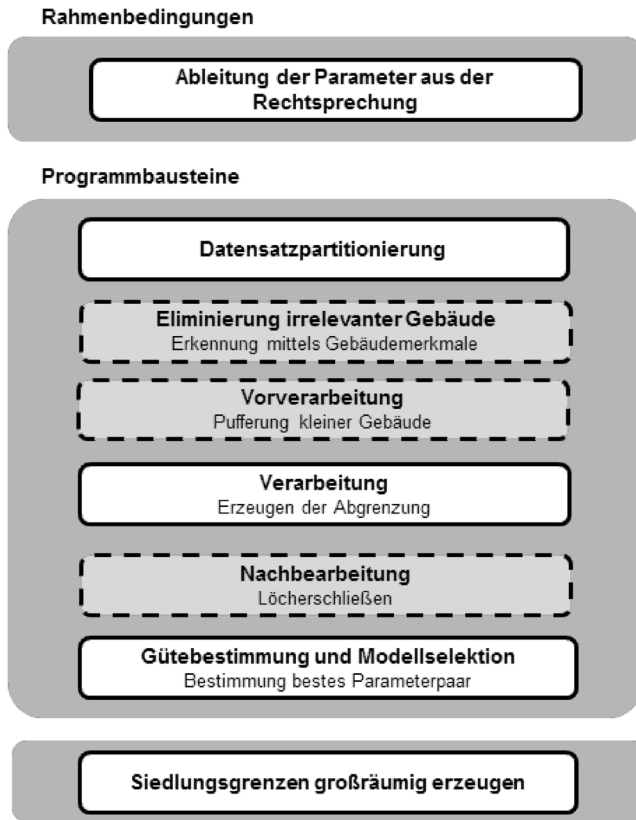 Rahmenbedingungen
Ableitung der Parameter aus der
Rechtsprechung
Programmbausteine
Datensatzpartitionierung
Eliminierung irrelevanter Gebäude
Erkennung mittels Gebäudemerkmale
Vorverarbeitung
Pufferung kleiner Gebäude
Verarbeitung
Erzeugen der Abgrenzung
Nachbearbeitung
Löcherschließen
Gütebestimmung und Modellselektion
Bestimmung bestes Parameterpaar
Siedlungsgrenzen großräumig erzeugen